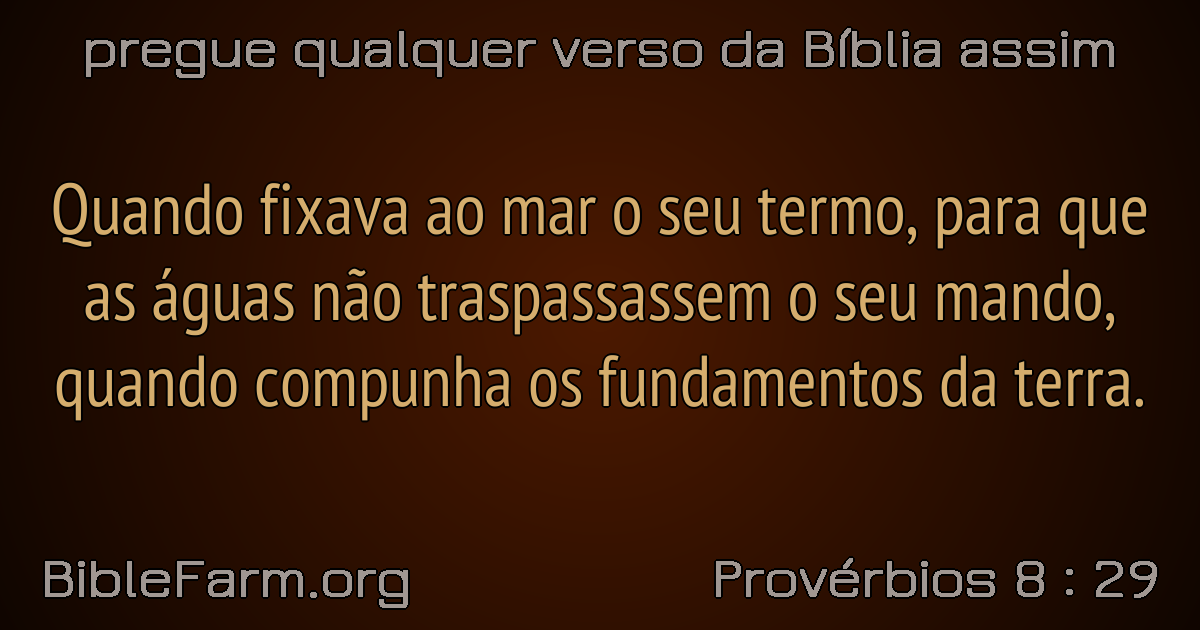 pregue qualquer verso da Bíblia assim
Quando fixava ao mar o seu termo, para que
as águas não traspassassem o seu mando,
quando compunha os fundamentos da terra.
BibleFarm.org
Provérbios 8 : 29